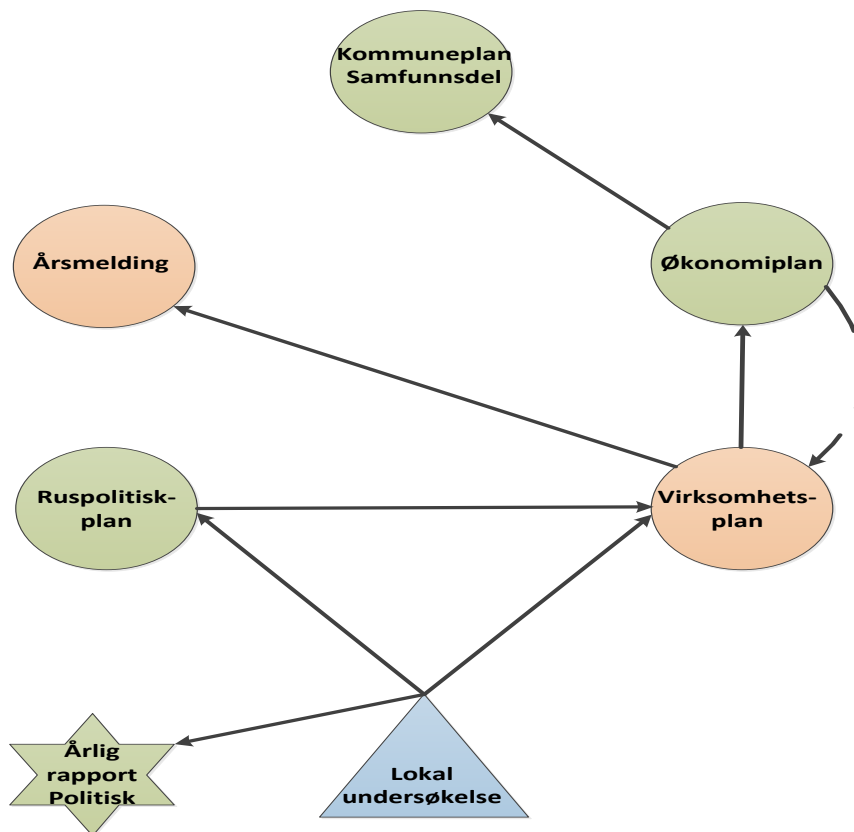 Kommuneplan
Samfunnsdel
Årsmelding
Økonomiplan
Ruspolitisk-
plan
Virksomhets-
plan
Årlig
rapport
Politisk
Lokal
undersøkelse